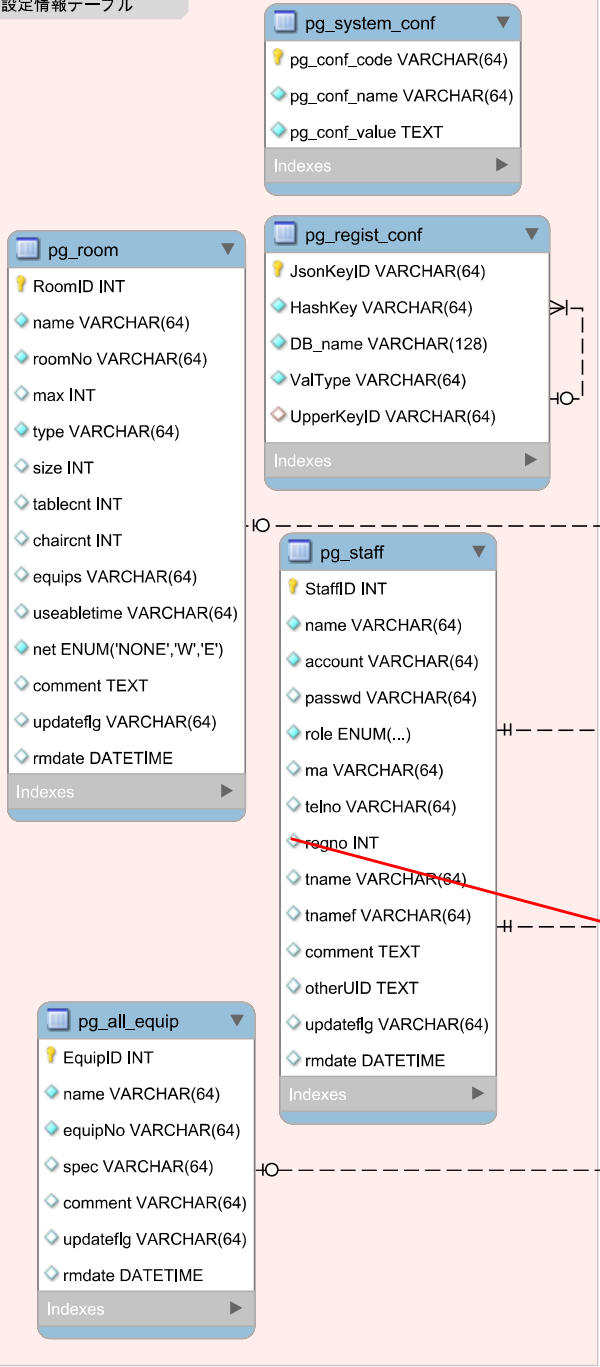 設定情報テーブル
pg_system_conf
pg_conf_code VARCHAR(64)
pg_conf_name VARCHAR(64)
pg_conf_value TEXT
Indexes
pg_regist_conf
JsonKeyID VARCHAR(64)
HashKey VARCHAR(64)
DB_name VARCHAR(128)
ValType VARCHAR(64)
UpperKeyID VARCHAR(64)
Indexes
pg_room
RoomID INT
name VARCHAR(64)
roomNo VARCHAR(64)
max INT
type VARCHAR(64)
size INT
tablecnt INT
chaircnt INT
equips VARCHAR(64)
useabletime VARCHAR(64)
net ENUM('NONE','W','E')
comment TEXT
updateflg VARCHAR(64)
rmdate DATETIME
Indexes
pg_staff
StaffID INT
name VARCHAR(64)
account VARCHAR(64)
passwd VARCHAR(64)
role ENUM(...)
ma VARCHAR(64)
telno VARCHAR(64)
regno INT
tname VARCHAR(64)
tnamef VARCHAR(64)
comment TEXT
otherUID TEXT
updateflg VARCHAR(64)
rmdate DATETIME
Indexes
pg_all_equip
EquipID INT
name VARCHAR(64)
equipNo VARCHAR(64)
spec VARCHAR(64)
comment VARCHAR(64)
updateflg VARCHAR(64)
rmdate DATETIME
Indexes